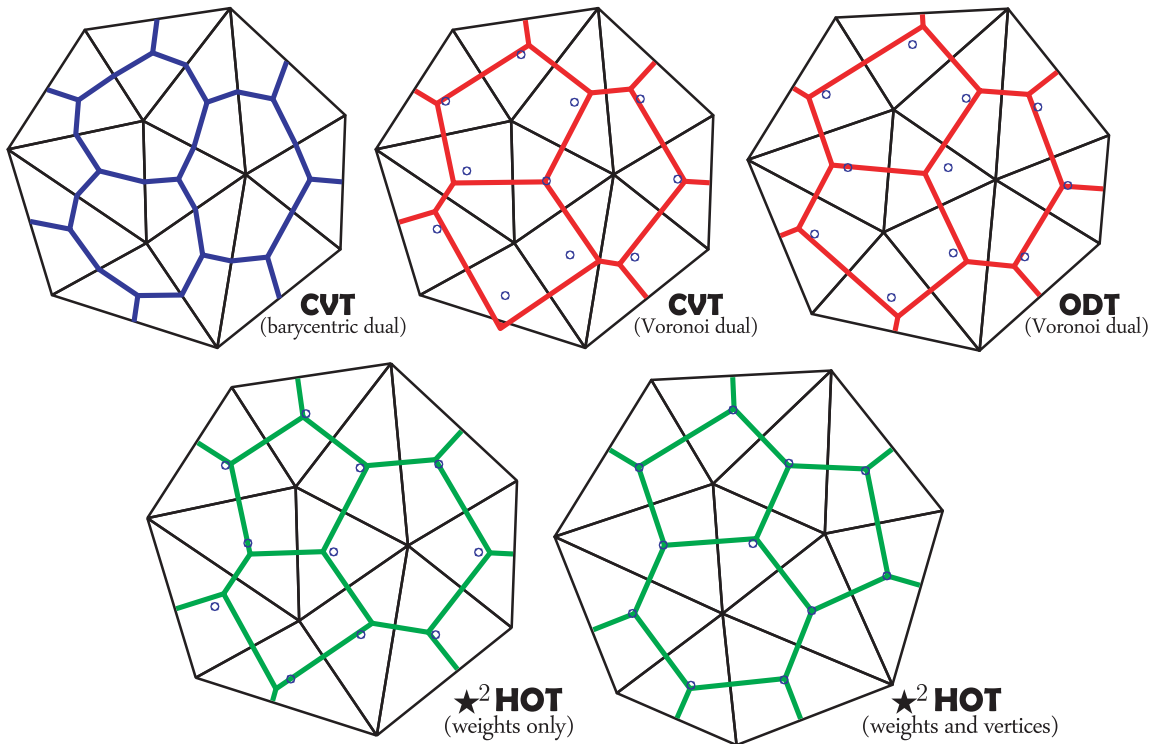 CVT
(barycentric dual)
CVT
(Voronoi dual)
ODT
(Voronoi dual)
★² HOT
(weights only)
★² HOT
(weights and vertices)